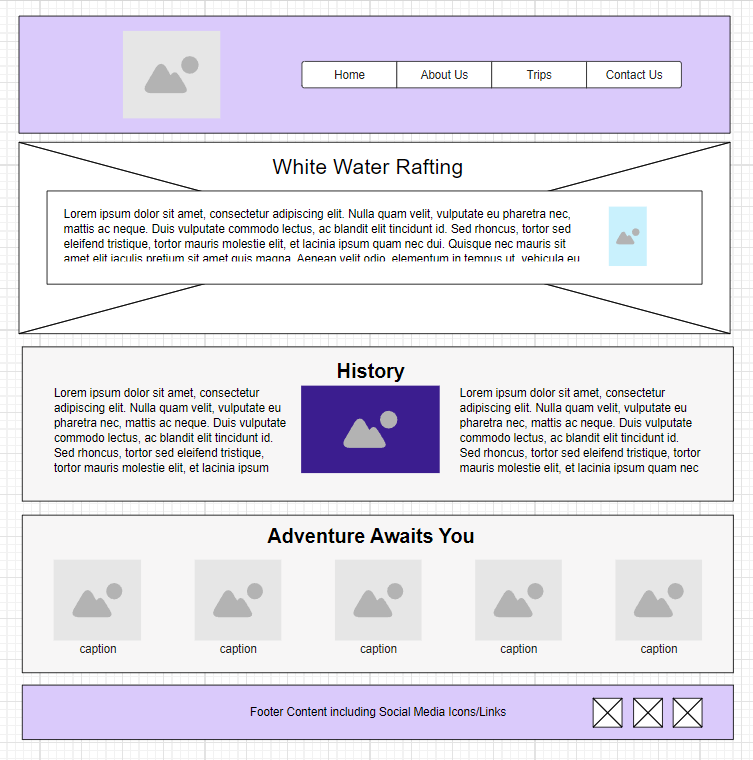 Home
About Us
Trips
Contact Us
White Water Rafting
Lorem ipsum dolor sit amet, consectetur adipiscing elit. Nulla quam velit, vulputate eu pharetra nec,
mattis ac neque. Duis vulputate commodo lectus, ac blandit elit tincidunt id. Sed rhoncus, tortor sed
eleifend tristique, tortor mauris molestie elit, et lacinia ipsum quam nec dui. Quisque nec mauris sit
amet elit iaculis pretium sit amet quis magna. Aenean velit odio, elementum in tempus ut, vehicula eu
History
Lorem ipsum dolor sit amet, consectetur
adipiscing elit. Nulla quam velit, vulputate eu
pharetra nec, mattis ac neque. Duis vulputate
commodo lectus, ac blandit elit tincidunt id.
Sed rhoncus, tortor sed eleifend tristique,
tortor mauris molestie elit, et lacinia ipsum
Lorem ipsum dolor sit amet, consectetur
adipiscing elit. Nulla quam velit, vulputate eu
pharetra nec, mattis ac neque. Duis vulputate
commodo lectus, ac blandit elit tincidunt id.
Sed rhoncus, tortor sed eleifend tristique, tortor
mauris molestie elit, et lacinia ipsum quam nec
Adventure Awaits You
caption
caption
caption
caption
caption
Footer Content including Social Media Icons/Links